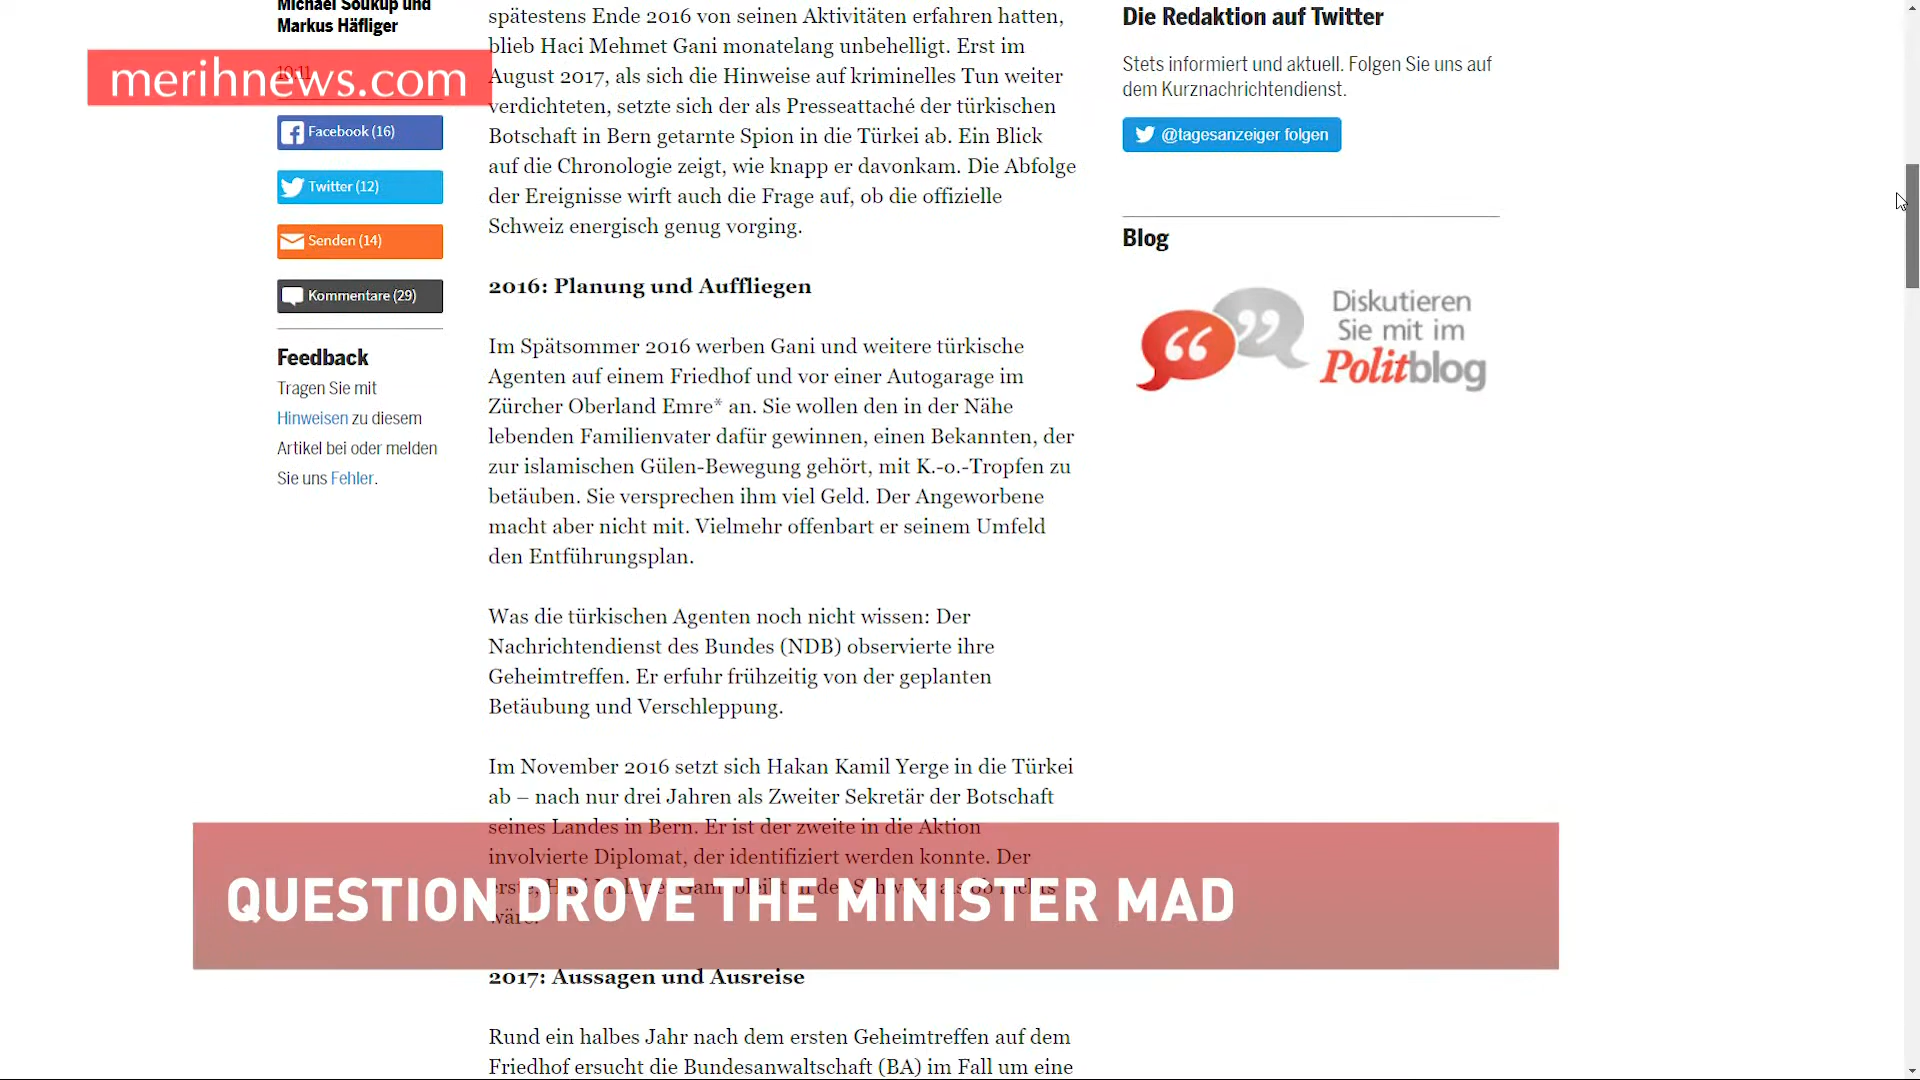 Michael Soukup und
Markus Häfliger
merihnews.com
Facebook (16)
Twitter (12)
Senden (14)
Kommentare (29)
Feedback
Tragen Sie mit
Hinweisen zu diesem
Artikel bei oder melden
Sie uns Fehler.
spätestens Ende 2016 von seinen Aktivitäten erfahren hatten,
blieb Haci Mehmet Gani monatelang unbehelligt. Erst im
August 2017, als sich die Hinweise auf kriminelles Tun weiter
verdichteten, setzte sich der als Presseattaché der türkischen
Botschaft in Bern getarnte Spion in die Türkei ab. Ein Blick
auf die Chronologie zeigt, wie knapp er davonkam. Die Abfolge
der Ereignisse wirft auch die Frage auf, ob die offizielle
Schweiz energisch genug vorging.
2016: Planung und Auffliegen
Im Spätsommer 2016 werben Gani und weitere türkische
Agenten auf einem Friedhof und vor einer Autogarage im
Zürcher Oberland Emre* an. Sie wollen den in der Nähe
lebenden Familienvater dafür gewinnen, einen Bekannten, der
zur islamischen Gülen-Bewegung gehört, mit K.-o.-Tropfen zu
betäuben. Sie versprechen ihm viel Geld. Der Angeworbene
macht aber nicht mit. Vielmehr offenbart er seinem Umfeld
den Entführungsplan.
Was die türkischen Agenten noch nicht wissen: Der
Nachrichtendienst des Bundes (NDB) observierte ihre
Geheimtreffen. Er erfuhr frühzeitig von der geplanten
Betäubung und Verschleppung.
Im November 2016 setzt sich Hakan Kamil Yerge in die Türkei
ab – nach nur drei Jahren als Zweiter Sekretär der Botschaft
seines Landes in Bern. Er ist der zweite in die Aktion
involvierte Diplomat, der identifiziert werden konnte. Der
QUESTION DROVE THE MINISTER MAD
2017: Aussagen und Ausreise
Rund ein halbes Jahr nach dem ersten Geheimtreffen auf dem
Friedhof ersucht die Bundesanwaltschaft (BA) im Fall um eine
Die Redaktion auf Twitter
Stets informiert und aktuell. Folgen Sie uns auf
dem Kurznachrichtendienst.
@tagesanzeiger folgen
Blog
Diskutieren
Sie mit im
Politblog